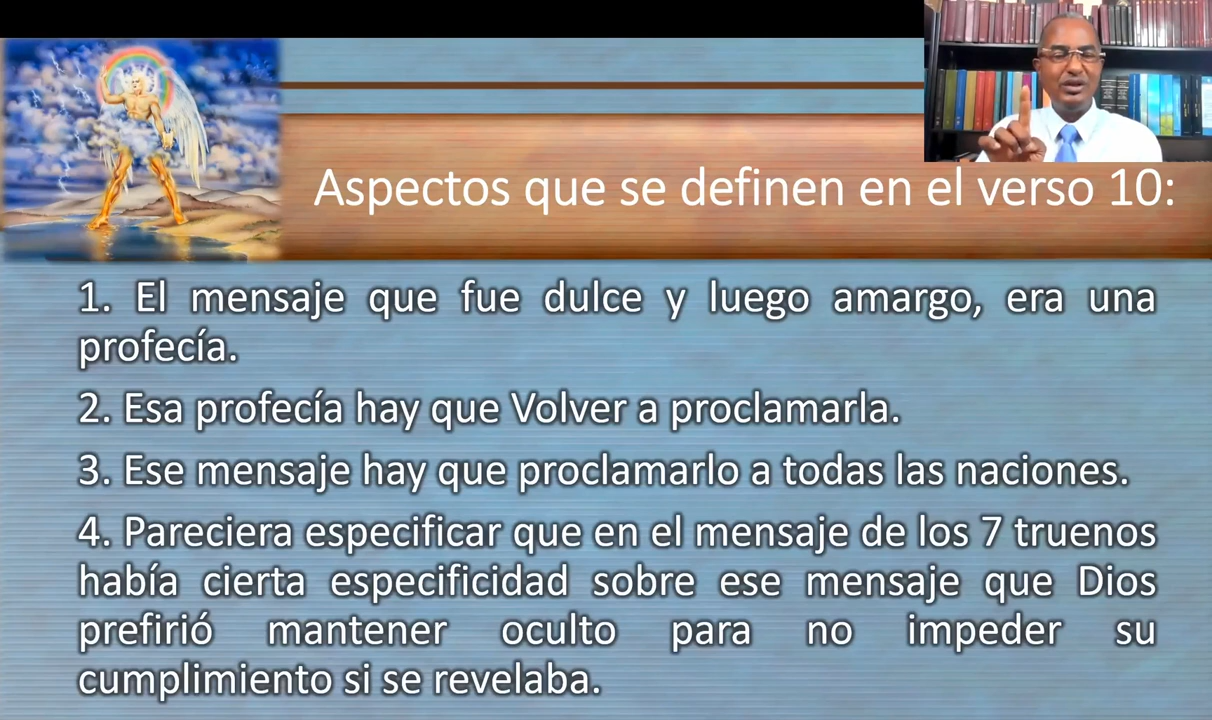 Aspectos que se definen en el verso 10:
1. El mensaje que fue dulce y luego amargo, era una
profecía.
2. Esa profecía hay que Volver a proclamarla.
3. Ese mensaje hay que proclamarlo a todas las naciones.
4. Pareciera especificar que en el mensaje de los 7 truenos
había cierta especificidad sobre ese mensaje que Dios
prefirió mantener oculto para no impeder su
cumplimiento si se revelaba.